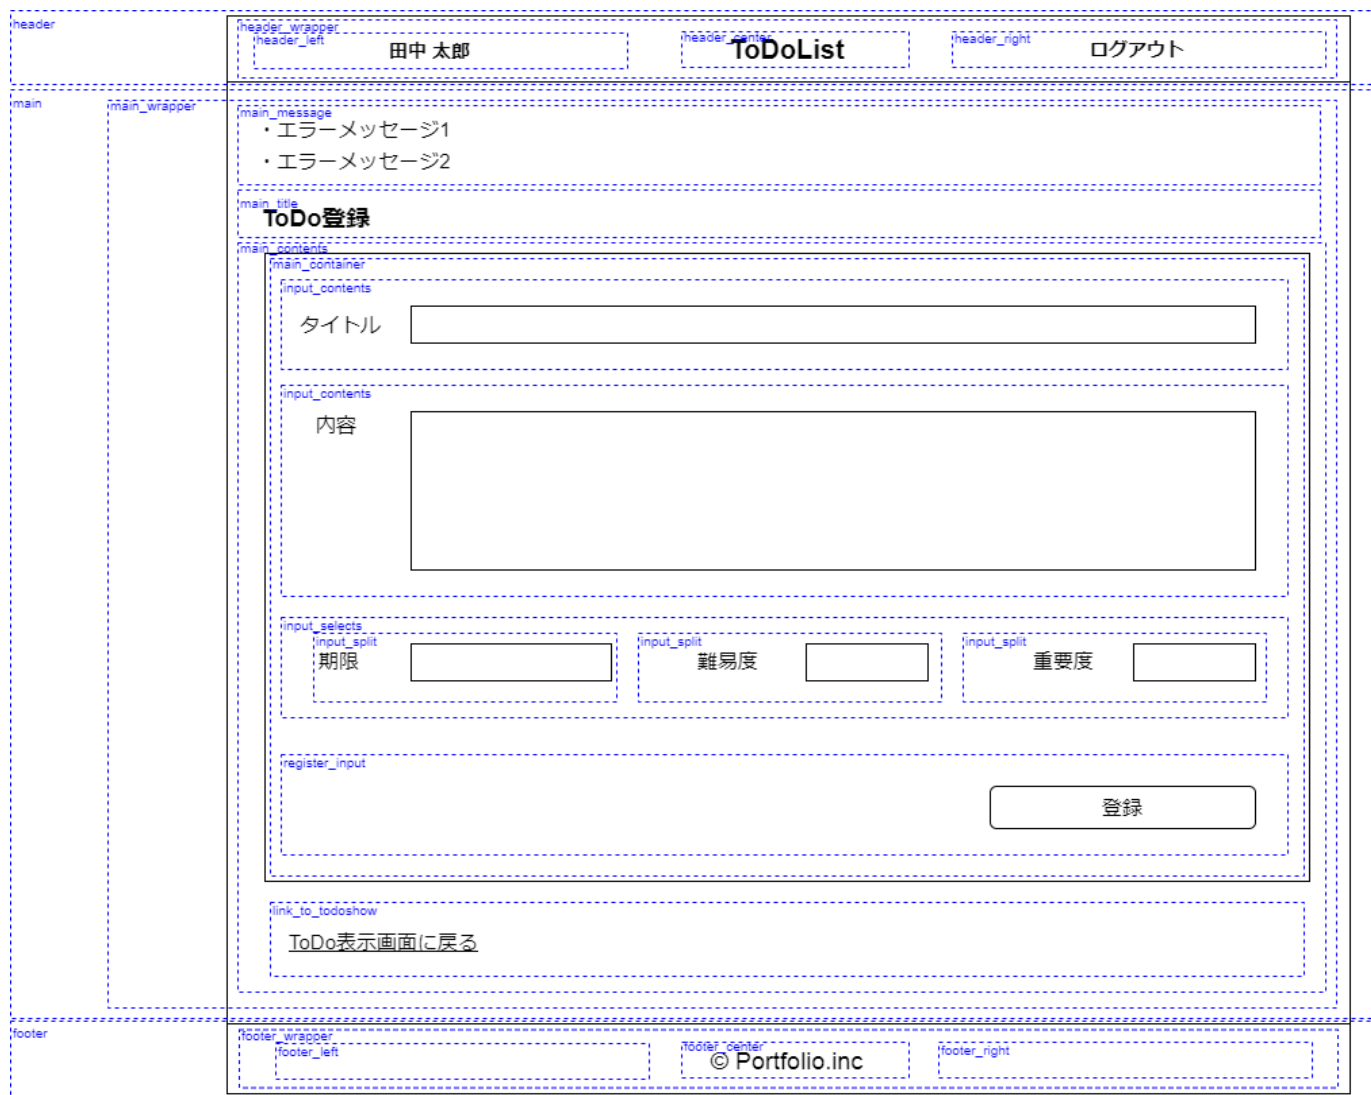 header
header_wrapper
header_left
田中 太郎
header_center
ToDoList
header_right
ログアウト
main
main_wrapper
main_message
・エラーメッセージ1
・エラーメッセージ2
main_title
ToDo登録
main_contents
main_container
input_contents
タイトル
input_contents
内容
input_selects
input_split
期限
input_split
難易度
input_split
重要度
register_input
登録
link_to_todoshow
ToDo表示画面に戻る
footer
footer_wrapper
footer_left
footer_center
© Portfolio.inc
footer_right